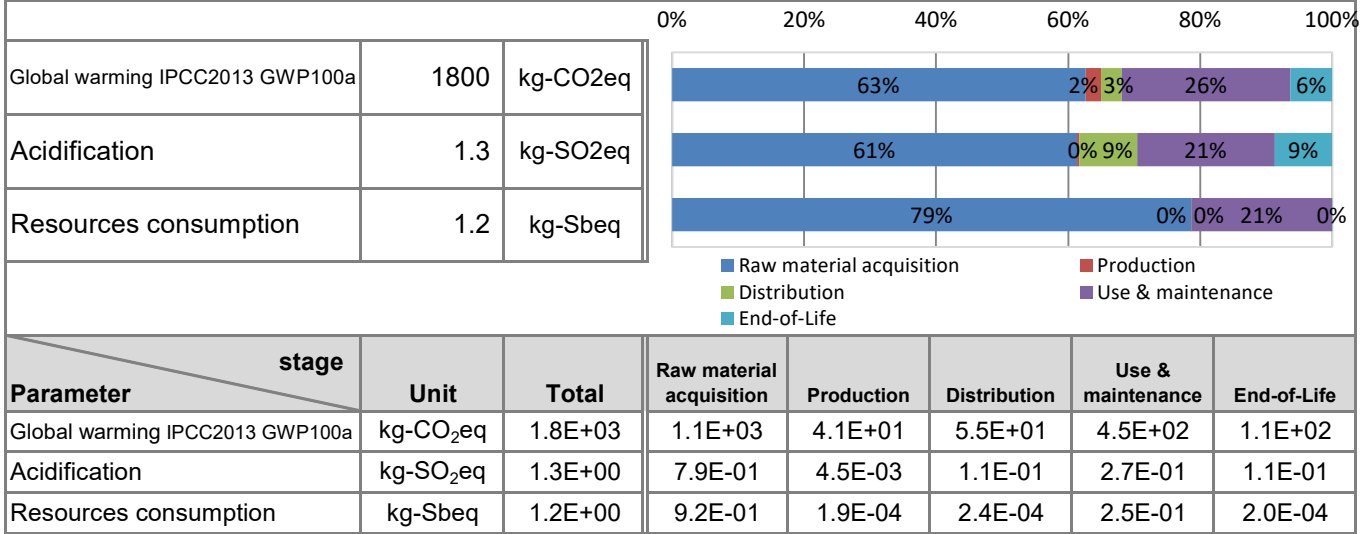 0% 20% 40% 60% 80% 100%
Global warming IPCC2013 GWP100a 1800 kg-CO2eq 63% 2% 3% 26% 6%
Acidification 1.3 kg-SO2eq 61% 0% 9% 21% 9%
Resources consumption 1.2 kg-Sbeq 79% 0% 0% 21% 0%
Raw material acquisition Production
Distribution Use & maintenance
End-of-Life
stage
Parameter Unit Total Raw material acquisition Production Distribution Use & maintenance End-of-Life
Global warming IPCC2013 GWP100a kg-CO₂eq 1.8E+03 1.1E+03 4.1E+01 5.5E+01 4.5E+02 1.1E+02
Acidification kg-SO₂eq 1.3E+00 7.9E-01 4.5E-03 1.1E-01 2.7E-01 1.1E-01
Resources consumption kg-Sbeq 1.2E+00 9.2E-01 1.9E-04 2.4E-04 2.5E-01 2.0E-04